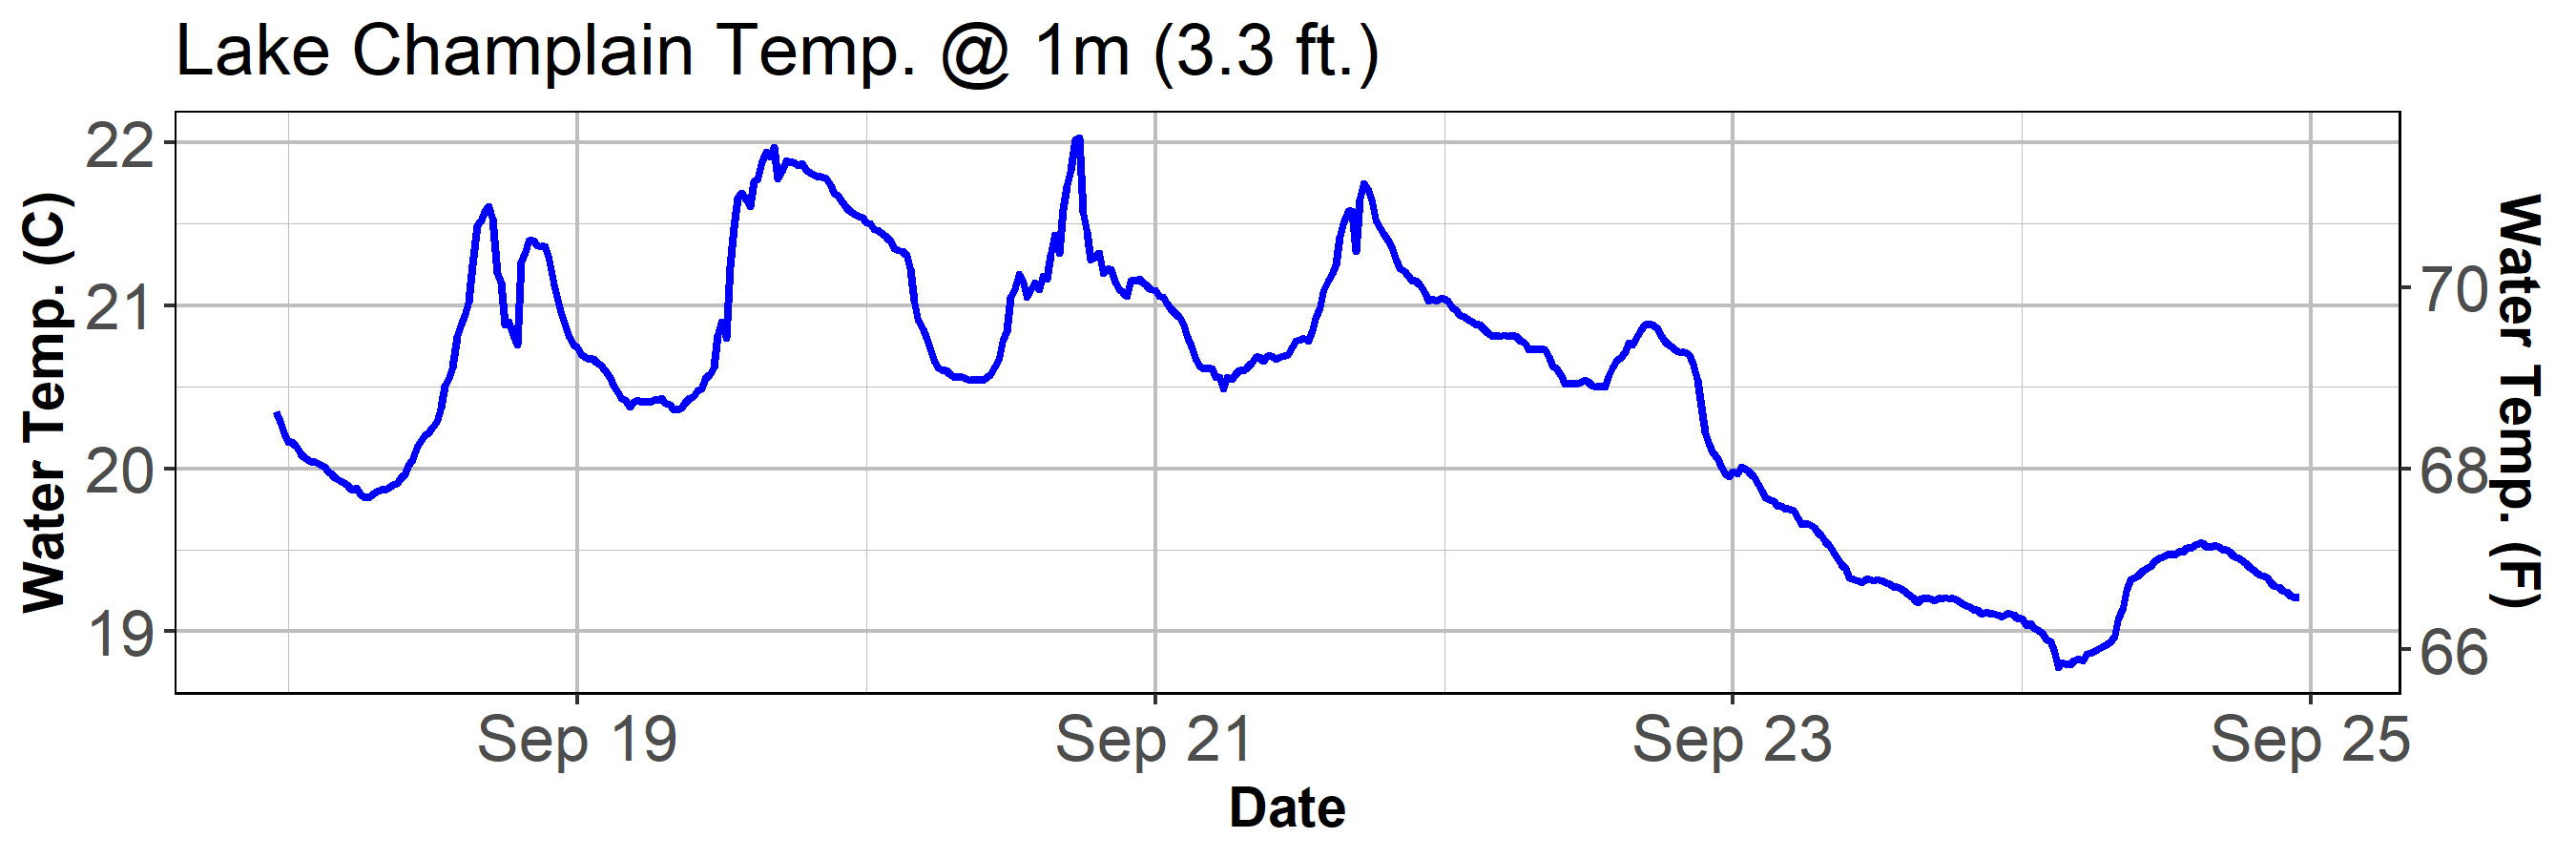 Lake Champlain Temp. @ 1m (3.3 ft.)
Water Temp. (C)
22
21
20
19
70
68
66
Water Temp. (F)
Sep 19 Sep 21 Sep 23 Sep 25
Date